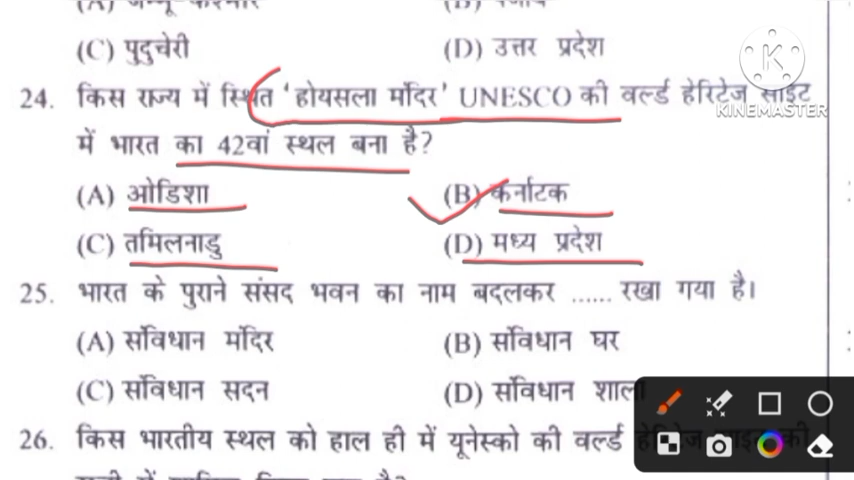 (C) पुदुचेरी (D) उत्तर प्रदेश
24. किस राज्य में स्थित 'होयसला मंदिर' UNESCO की वर्ल्ड हेरिटेज साइट
में भारत का 42वां स्थल बना है?
(A) ओडिशा (B) कर्नाटक
(C) तमिलनाडु (D) मध्य प्रदेश
25. भारत के पुराने संसद भवन का नाम बदलकर ...... रखा गया है।
(A) संविधान मंदिर (B) संविधान घर
(C) संविधान सदन (D) संविधान शाला
26. किस भारतीय स्थल को हाल ही में यूनेस्को की वर्ल्ड
K
KINEMASTER